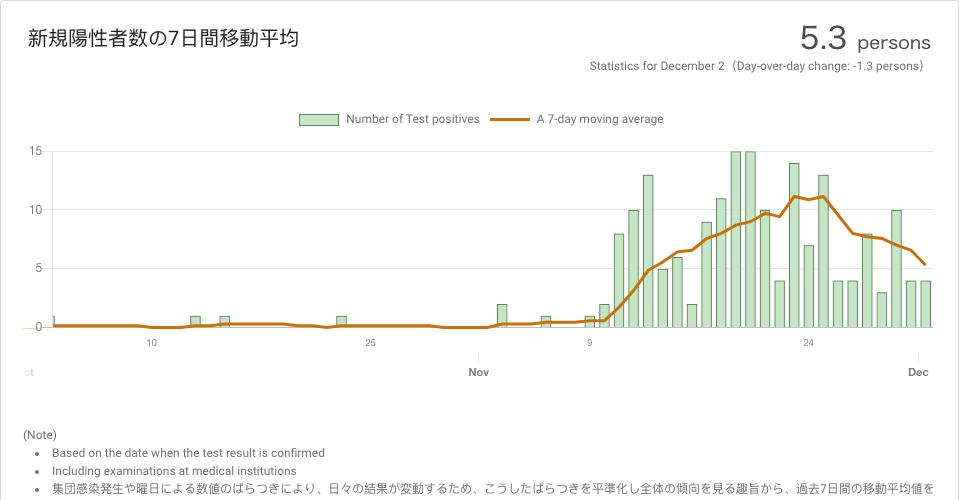 新規陽性者数の7日間移動平均
5.3 persons
Statistics for December 2（Day-over-day change: -1.3 persons）
Number of Test positives
A 7-day moving average
15
10
5
0
10
25
9
24
Nov
Dec
(Note)
Based on the date when the test result is confirmed
Including examinations at medical institutions
集団感染発生や曜日による数値のばらつきにより、日々の結果が変動するため、こうしたばらつきを平準化し全体の傾向を見る趣旨から、過去7日間の移動平均値を